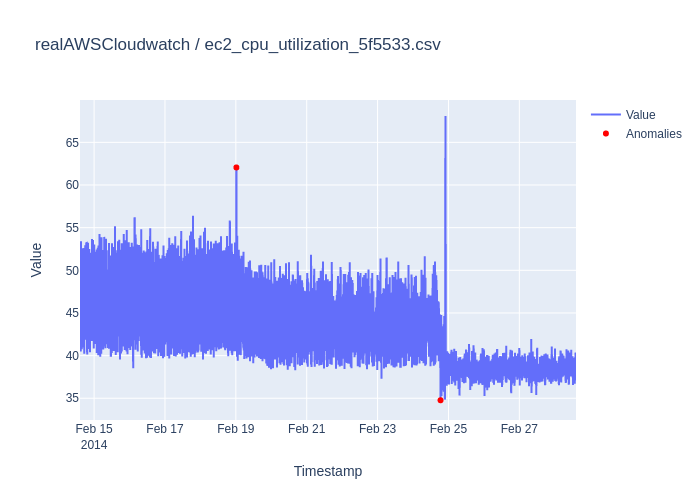 realAWSCloudwatch / ec2_cpu_utilization_5f5533.csv
Value
Anomalies
65
60
55
50
45
40
35
Value
Feb 15
2014
Feb 17
Feb 19
Feb 21
Feb 23
Feb 25
Feb 27
Timestamp